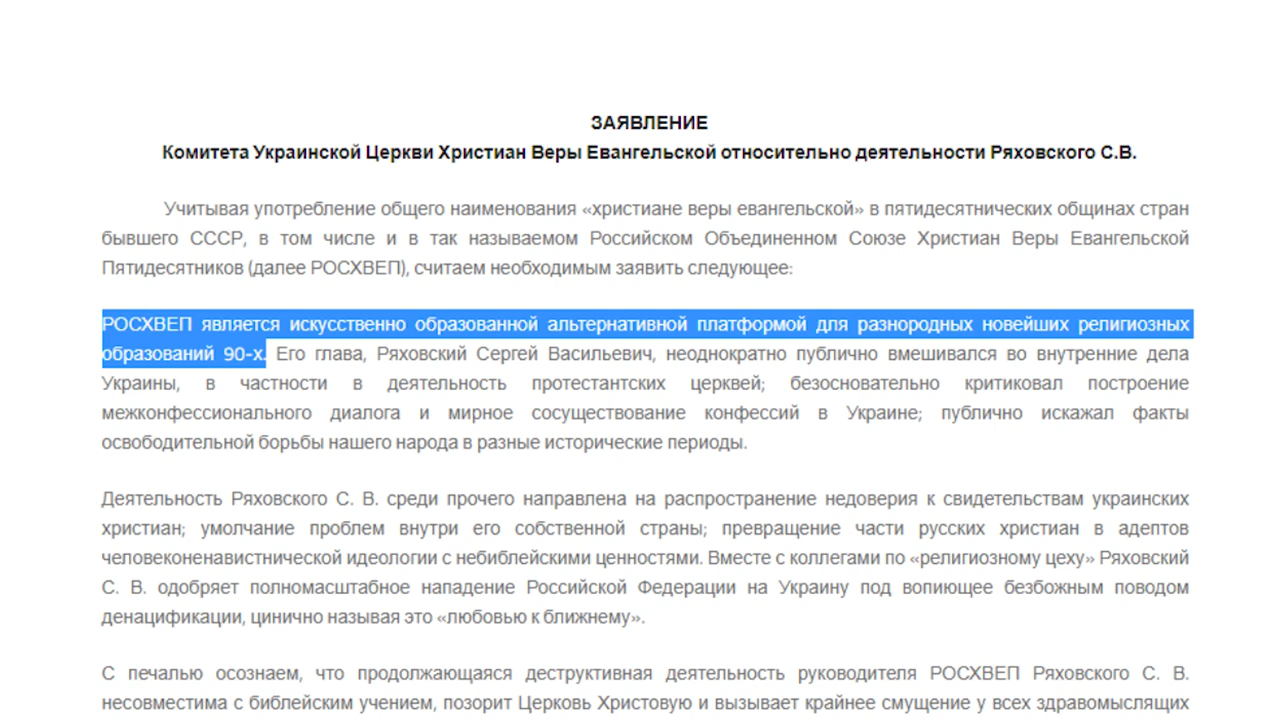 ЗАЯВЛЕНИЕ
Комитета Украинской Церкви Христиан Веры Евангельской относительно деятельности Ряховского С.В.
Учитывая употребление общего наименования «христиане веры евангельской» в пятидесятнических общинах стран
бывшего СССР, в том числе и в так называемом Российском Объединенном Союзе Христиан Веры Евангельской
Пятидесятников (далее РОСХВЕП), считаем необходимым заявить следующее:
РОСХВЕП является искусственно образованной альтернативной платформой для разнородных новейших религиозных
образований 90-х. Его глава, Ряховский Сергей Васильевич, неоднократно публично вмешивался во внутренние дела
Украины, в частности в деятельность протестантских церквей; безосновательно критиковал построение
межконфессионального диалога и мирное сосуществование конфессий в Украине; публично искажал факты
освободительной борьбы нашего народа в разные исторические периоды.
Деятельность Ряховского С. В. среди прочего направлена на распространение недоверия к свидетельствам украинских
христиан; умолчание проблем внутри его собственной страны; превращение части русских христиан в адептов
человеконенавистнической идеологии с небиблейскими ценностями. Вместе с коллегами по «религиозному цеху» Ряховский
С. В. одобряет полномасштабное нападение Российской Федерации на Украину под вопиющее безбожным поводом
денацификации, цинично называя это «любовью к ближнему».
С печалью осознаем, что продолжающаяся деструктивная деятельность руководителя РОСХВЕП Ряховского С. В.
несовместима с библейским учением, позорит Церковь Христовую и вызывает крайнее смущение у всех здравомыслящих